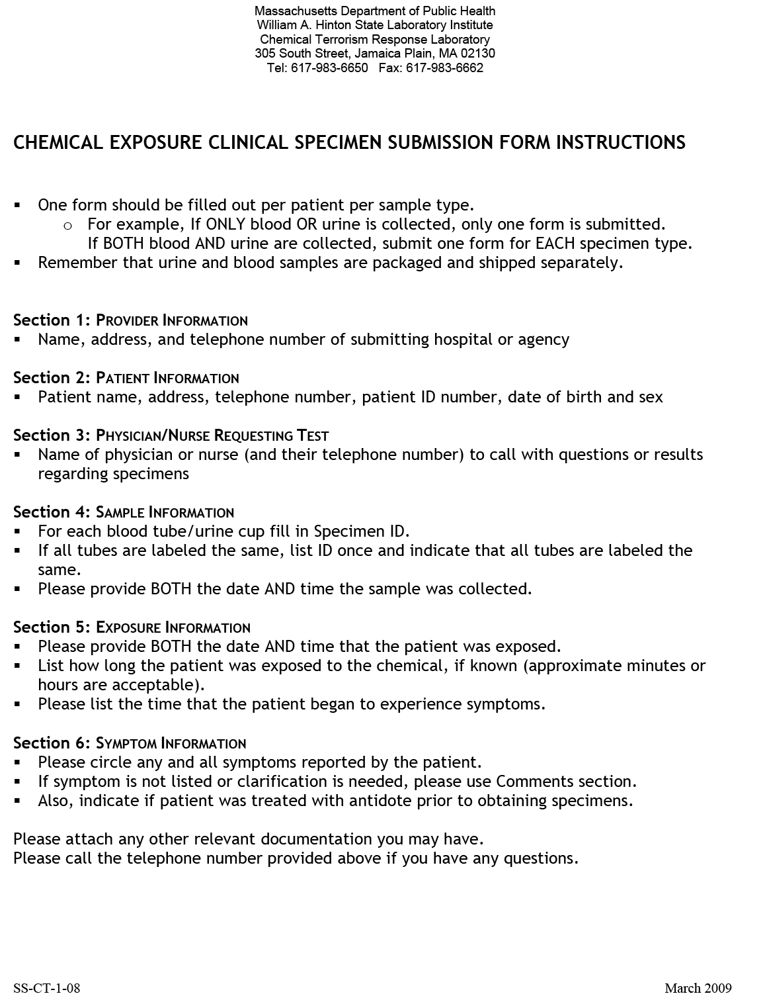 Massachusetts Department of Public Health
William A. Hinton State Laboratory Institute
Chemical Terrorism Response Laboratory
305 South Street, Jamaica Plain, MA 02130
Tel: 617-983-6650   Fax: 617-983-6662
CHEMICAL EXPOSURE CLINICAL SPECIMEN SUBMISSION FORM INSTRUCTIONS
▪ One form should be filled out per patient per sample type.
o For example, If ONLY blood OR urine is collected, only one form is submitted.
If BOTH blood AND urine are collected, submit one form for EACH specimen type.
▪ Remember that urine and blood samples are packaged and shipped separately.
Section 1: PROVIDER INFORMATION
▪ Name, address, and telephone number of submitting hospital or agency
Section 2: PATIENT INFORMATION
▪ Patient name, address, telephone number, patient ID number, date of birth and sex
Section 3: PHYSICIAN/NURSE REQUESTING TEST
▪ Name of physician or nurse (and their telephone number) to call with questions or results
regarding specimens
Section 4: SAMPLE INFORMATION
▪ For each blood tube/urine cup fill in Specimen ID.
▪ If all tubes are labeled the same, list ID once and indicate that all tubes are labeled the
same.
▪ Please provide BOTH the date AND time the sample was collected.
Section 5: EXPOSURE INFORMATION
▪ Please provide BOTH the date AND time that the patient was exposed.
▪ List how long the patient was exposed to the chemical, if known (approximate minutes or
hours are acceptable).
▪ Please list the time that the patient began to experience symptoms.
Section 6: SYMPTOM INFORMATION
▪ Please circle any and all symptoms reported by the patient.
▪ If symptom is not listed or clarification is needed, please use Comments section.
▪ Also, indicate if patient was treated with antidote prior to obtaining specimens.
Please attach any other relevant documentation you may have.
Please call the telephone number provided above if you have any questions.
SS-CT-1-08
March 2009